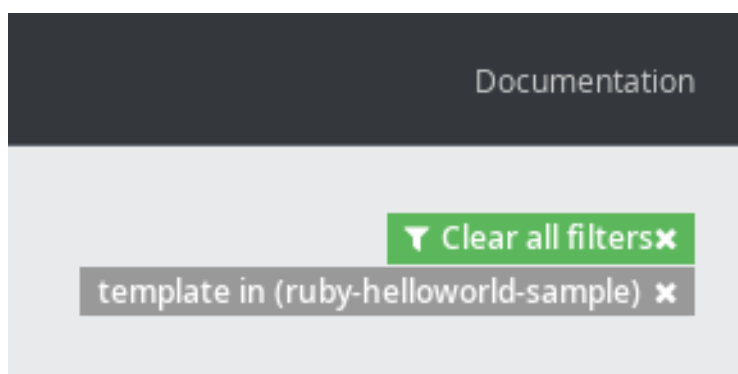 Documentation
Clear all filters
template in (ruby-helloworld-sample)